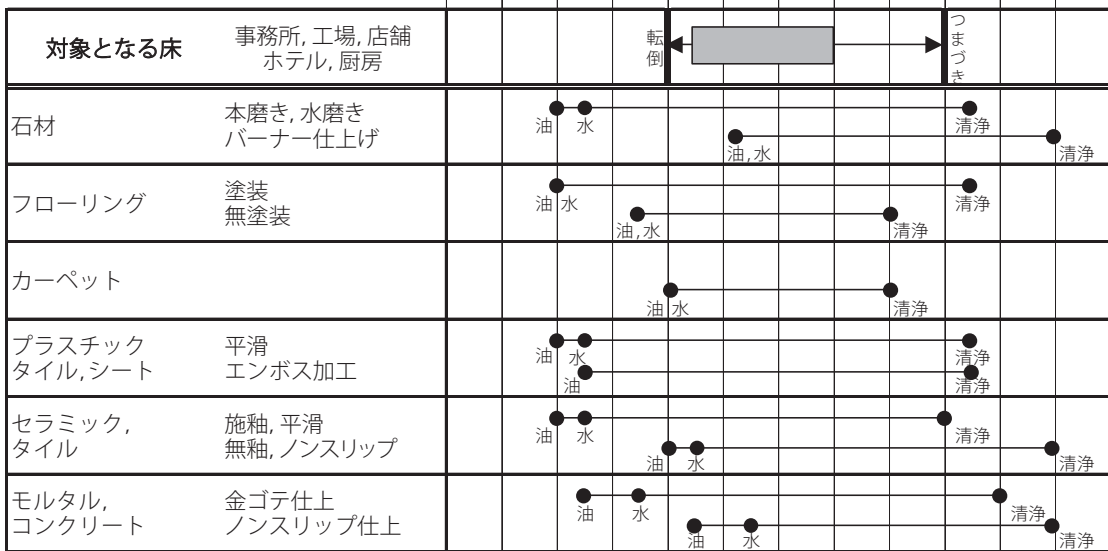 対象となる床
事務所, 工場, 店舗
ホテル, 厨房
転倒
つまづき
石材
本磨き, 水磨き
バーナー仕上げ
油 水 清浄
油,水 清浄
フローリング
塗装
無塗装
油 水 清浄
油,水 清浄
カーペット
油 水 清浄
プラスチック
タイル,シート
平滑
エンボス加工
油 水 清浄
油 清浄
セラミック,
タイル
施釉, 平滑
無釉, ノンスリップ
油 水 清浄
油 水 清浄
モルタル,
コンクリート
金ゴテ仕上
ノンスリップ仕上
油 水 清浄
油 水 清浄